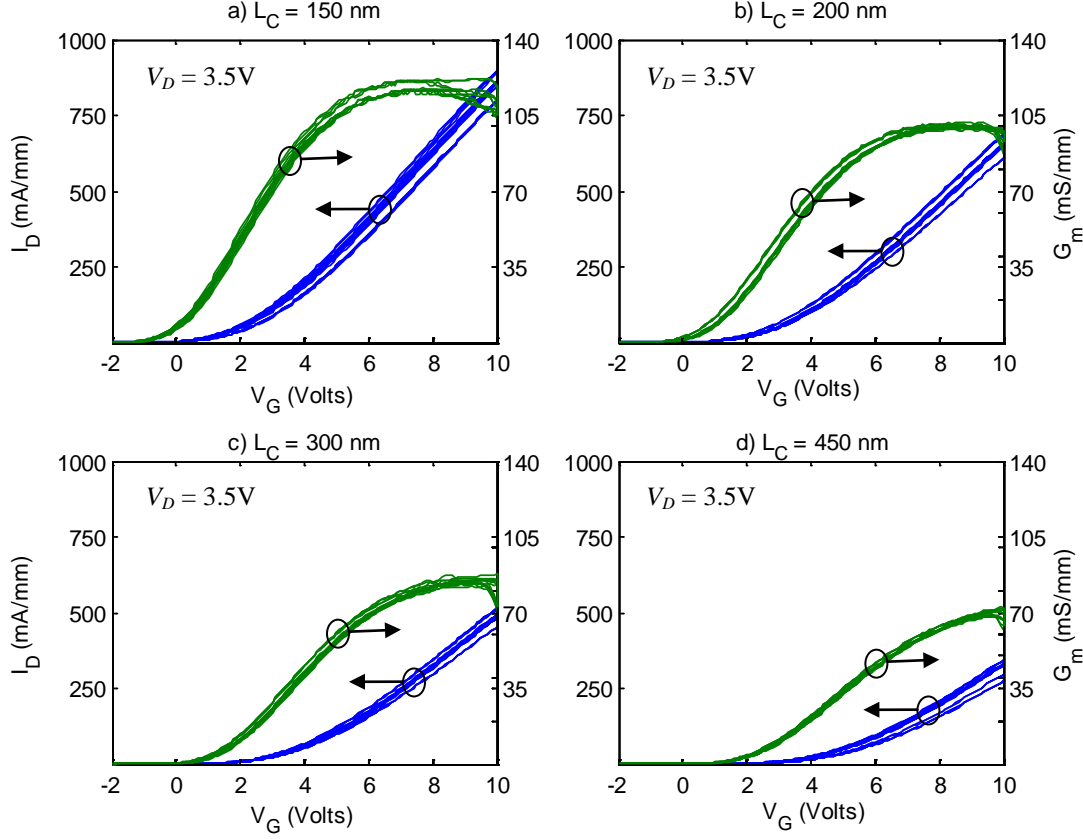 a) L_C = 150 nm
b) L_C = 200 nm
1000
140
1000
140
V_D = 3.5V
V_D = 3.5V
750
105
750
105
I_D (mA/mm)
500
70
500
70
G_m (mS/mm)
250
35
250
35
-2 0 2 4 6 8 10
-2 0 2 4 6 8 10
V_G (Volts)
V_G (Volts)
c) L_C = 300 nm
d) L_C = 450 nm
1000
140
1000
140
V_D = 3.5V
V_D = 3.5V
750
105
750
105
I_D (mA/mm)
500
70
500
70
G_m (mS/mm)
250
35
250
35
-2 0 2 4 6 8 10
-2 0 2 4 6 8 10
V_G (Volts)
V_G (Volts)